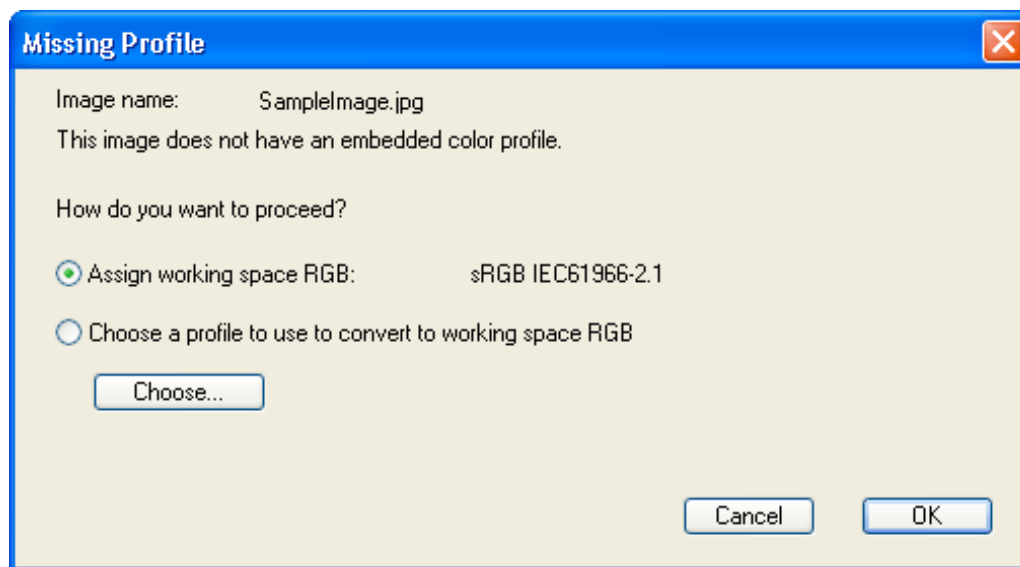 Missing Profile
Image name: SampleImage.jpg
This image does not have an embedded color profile.
How do you want to proceed?
Assign working space RGB: sRGB IEC61966-2.1
Choose a profile to use to convert to working space RGB
Choose...
Cancel OK